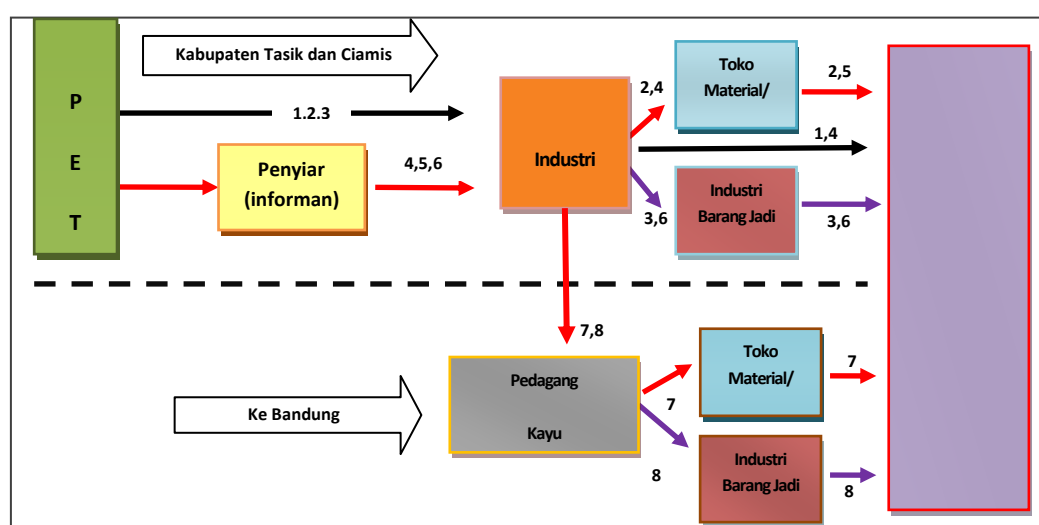 Kabupaten Tasik dan Ciamis
P
E
T
1.2.3
Penyiar
(informan)
4,5,6
Industri
2,4
Toko
Material/
2,5
1,4
3,6
Industri
Barang Jadi
3,6
7,8
Ke Bandung
Pedagang
Kayu
7
Toko
Material/
7
8
Industri
Barang Jadi
8